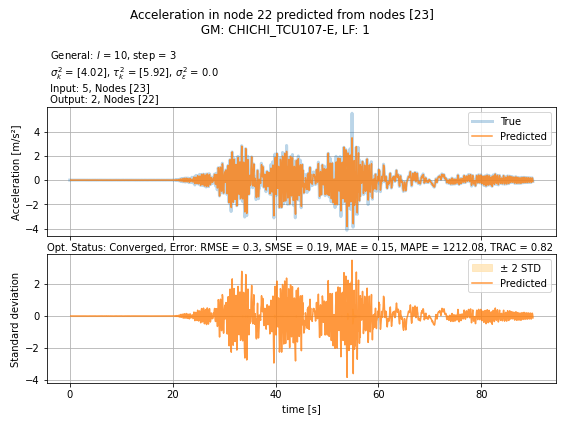 Acceleration in node 22 predicted from nodes [23]
GM: CHICHI_TCU107-E, LF: 1
General: l = 10, step = 3
σ²ₖ = [4.02], τ²ₖ = [5.92], σ²ε = 0.0
Input: 5, Nodes [23]
Output: 2, Nodes [22]
True
Predicted
Acceleration [m/s²]
4
2
0
−2
−4
Opt. Status: Converged, Error: RMSE = 0.3, SMSE = 0.19, MAE = 0.15, MAPE = 1212.08, TRAC = 0.82
± 2 STD
Predicted
Standard deviation
2
0
−2
−4
0 20 40 60 80
time [s]